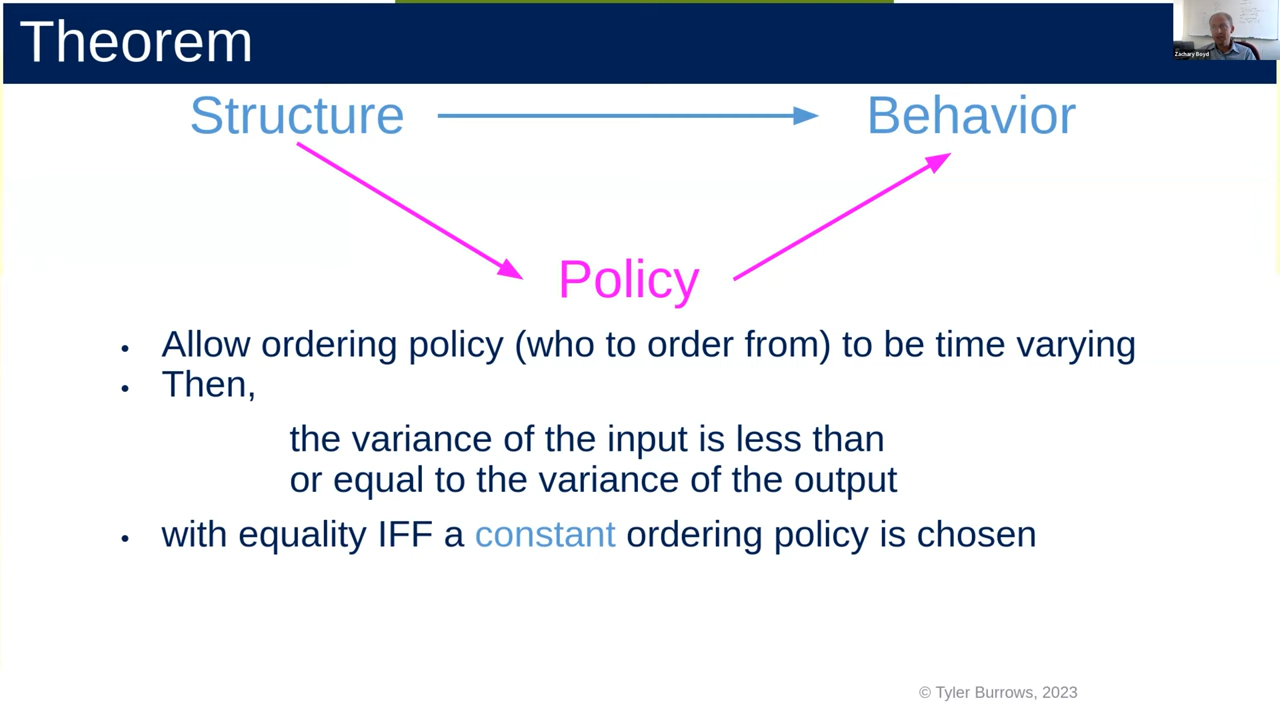 Theorem
Zachary Boyd
Structure
Behavior
Policy
• Allow ordering policy (who to order from) to be time varying
• Then,
the variance of the input is less than
or equal to the variance of the output
• with equality IFF a constant ordering policy is chosen
© Tyler Burrows, 2023